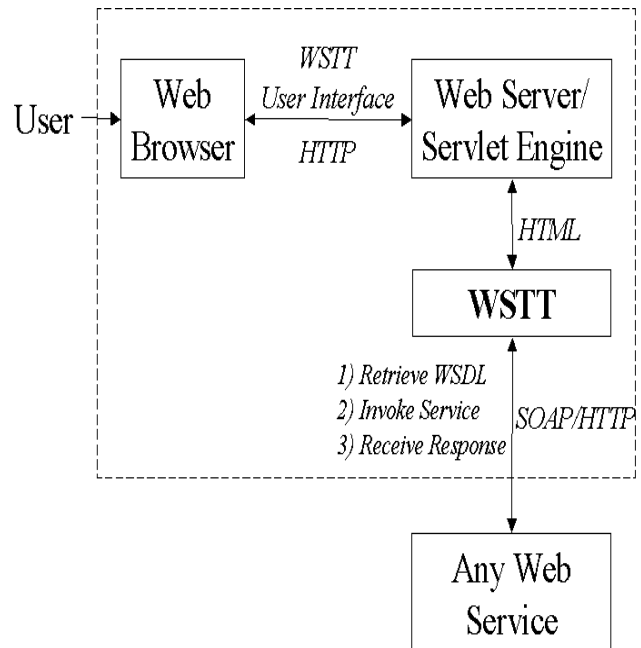 User
Web
Browser
WSTT
User Interface
HTTP
Web Server/
Servlet Engine
HTML
WSTT
1) Retrieve WSDL
2) Invoke Service
3) Receive Response
SOAP/HTTP
Any Web
Service